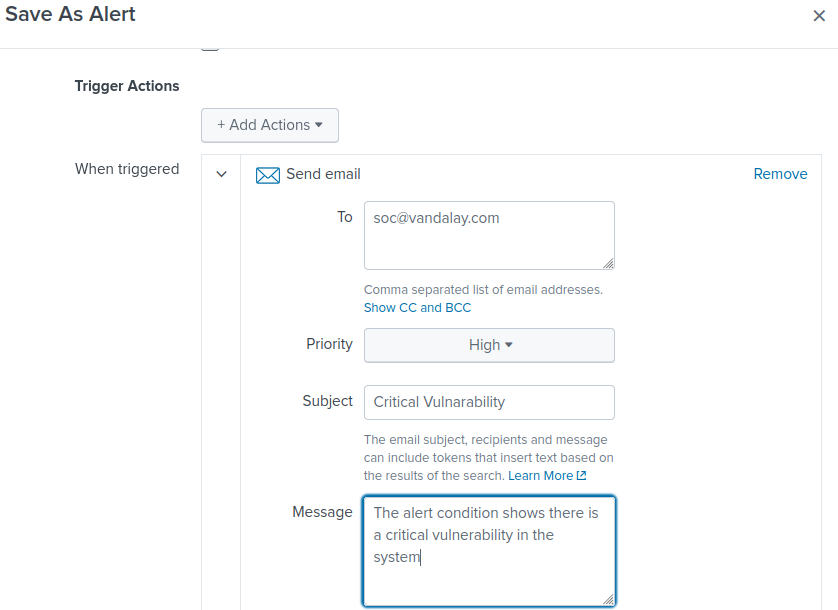 Save As Alert
Trigger Actions
+ Add Actions
When triggered
Send email
Remove
To
soc@vandalay.com
Comma separated list of email addresses.
Show CC and BCC
Priority
High
Subject
Critical Vulnarability
The email subject, recipients and message
can include tokens that insert text based on
the results of the search. Learn More
Message
The alert condition shows there is
a critical vulnerability in the
system